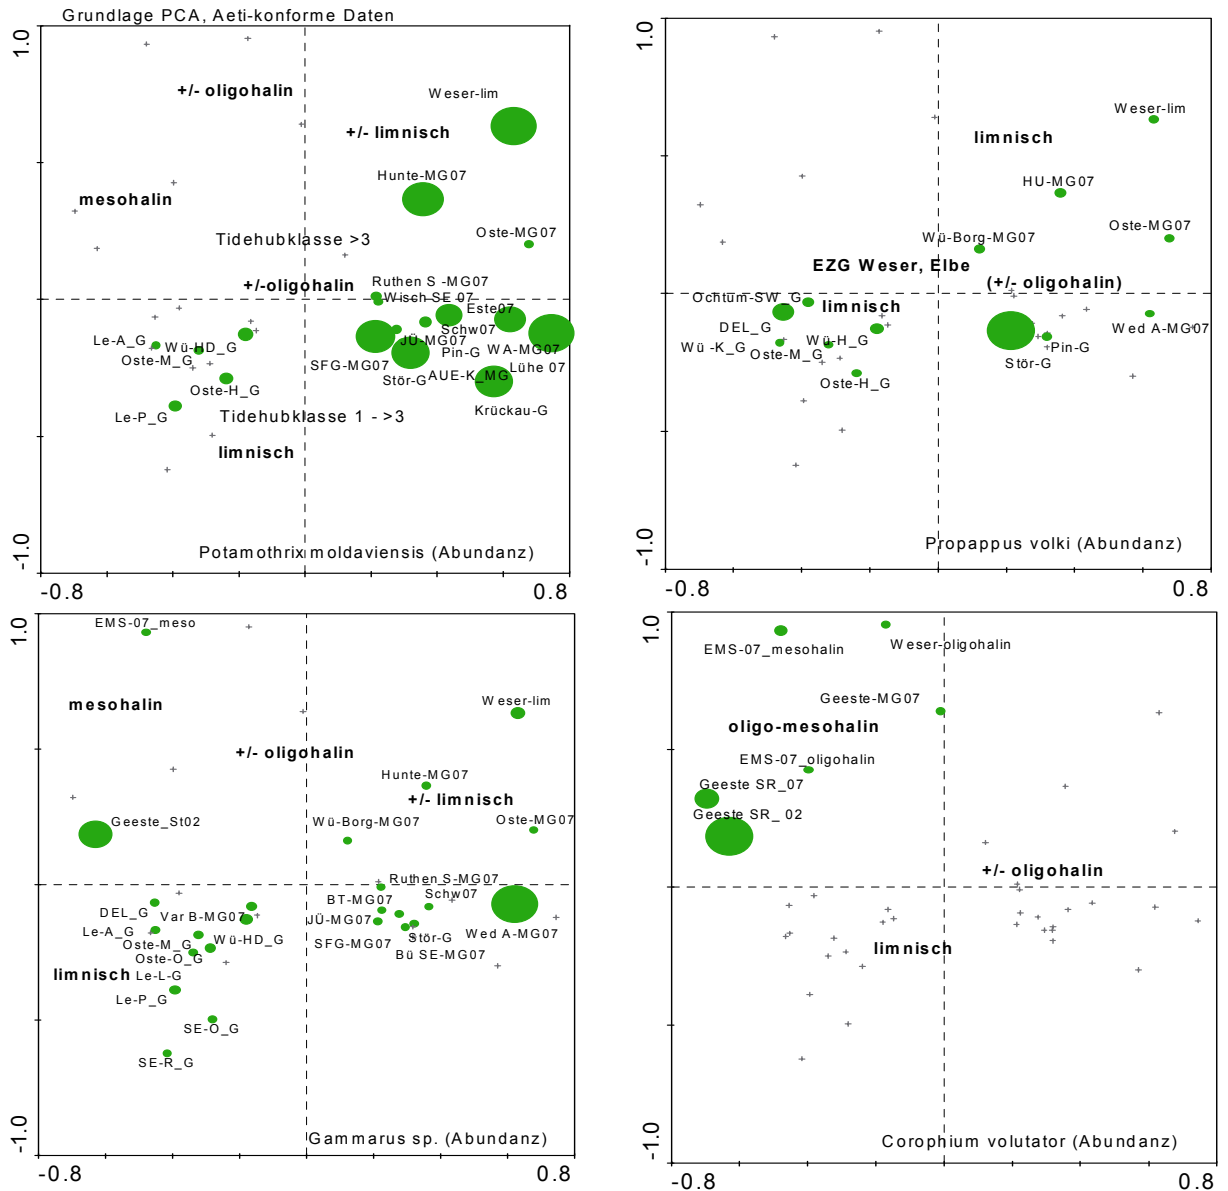 Grundlage PCA, Aeti-konforme Daten
1.0
+/- oligohalin
Weser-lim
+/- limnisch
Hunte-MG07
mesohalin
Oste-MG07
Tidehubklasse >3
Ruthen S -MG07
+/-oligohalin
Wisch SE 07
Este07
Schw07
Le-A_G
Wü-HD_G
JÜ-MG07
Oste-M_G
Pin-G
WA-MG07
SFG-MG07
Lühe 07
Stör-G
AUE-K_MG
Oste-H_G
Krückau-G
Le-P_G
Tidehubklasse 1 - >3
limnisch
Potamothrix moldaviensis (Abundanz)
-1.0
-0.8
0.8
1.0
Weser-lim
limnisch
HU-MG07
Oste-MG07
Wü-Borg-MG07
EZG Weser, Elbe
(+/- oligohalin)
Ochtum-SW_G
limnisch
DEL_G
Wed A-MG07
Wü -K_G
Wü-H_G
Pin-G
Oste-M_G
Stör-G
Oste-H_G
Propappus volki (Abundanz)
-1.0
-0.8
0.8
1.0
EMS-07_meso
mesohalin
Weser-lim
+/- oligohalin
Hunte-MG07
+/- limnisch
Geeste_St02
Wü-Borg-MG07
Oste-MG07
Ruthen S-MG07
Schw07
BT-MG07
DEL_G
Var B-MG07
JÜ-MG07
Le-A_G
Wü-HD_G
Stör-G
Wed A-MG07
Oste-M_G
SFG-MG07
Oste-O_G
Bü SE-MG07
limnisch
Le-L-G
Le-P_G
SE-O_G
SE-R_G
Gammarus sp. (Abundanz)
-1.0
-0.8
0.8
1.0
EMS-07_mesohalin
Weser-oligohalin
Geeste-MG07
oligo-mesohalin
EMS-07_oligohalin
Geeste SR_07
Geeste SR_ 02
+/- oligohalin
limnisch
Corophium volutator (Abundanz)
-1.0
-0.8
0.8